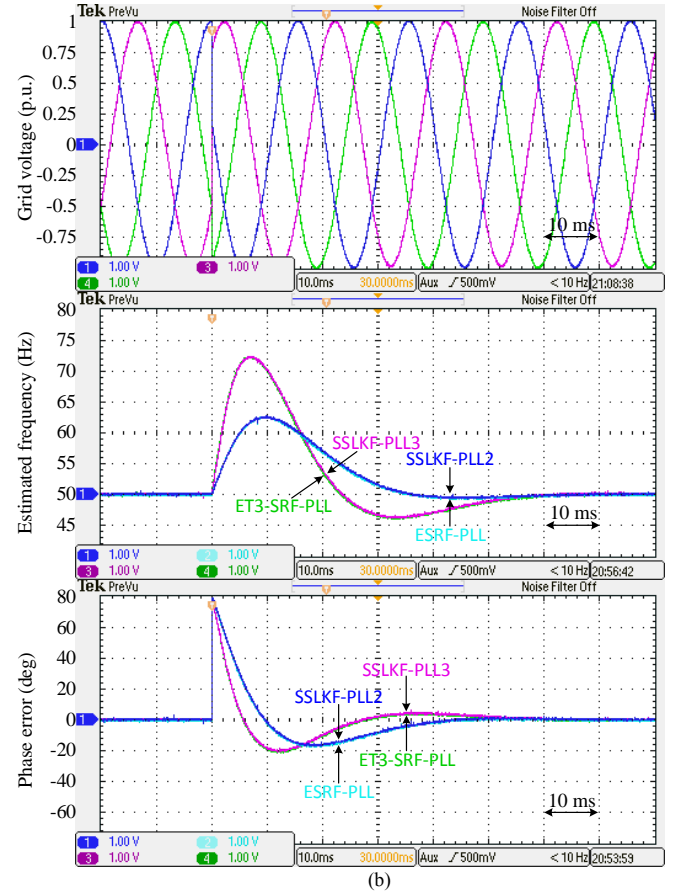 Tek PreVu
Noise Filter Off
Grid voltage (p.u.)
1
0.75
0.5
0.25
0
-0.25
-0.5
-0.75
1
10 ms
1 1.00 V
3 1.00 V
4 1.00 V
10.0ms
30.0000ms
Aux 500mV
< 10 Hz
21:08:38
Tek PreVu
Noise Filter Off
Estimated frequency (Hz)
80
75
70
65
60
55
50
45
1
SSLKF-PLL3
SSLKF-PLL2
ET3-SRF-PLL
ESRF-PLL
10 ms
1 1.00 V
2 1.00 V
3 1.00 V
4 1.00 V
10.0ms
30.0000ms
Aux 500mV
< 10 Hz
20:56:42
Tek PreVu
Noise Filter Off
Phase error (deg)
80
60
40
20
0
-20
-40
-60
1
SSLKF-PLL3
SSLKF-PLL2
ET3-SRF-PLL
ESRF-PLL
10 ms
1 1.00 V
2 1.00 V
3 1.00 V
4 1.00 V
10.0ms
30.0000ms
Aux 500mV
< 10 Hz
20:53:59
(b)